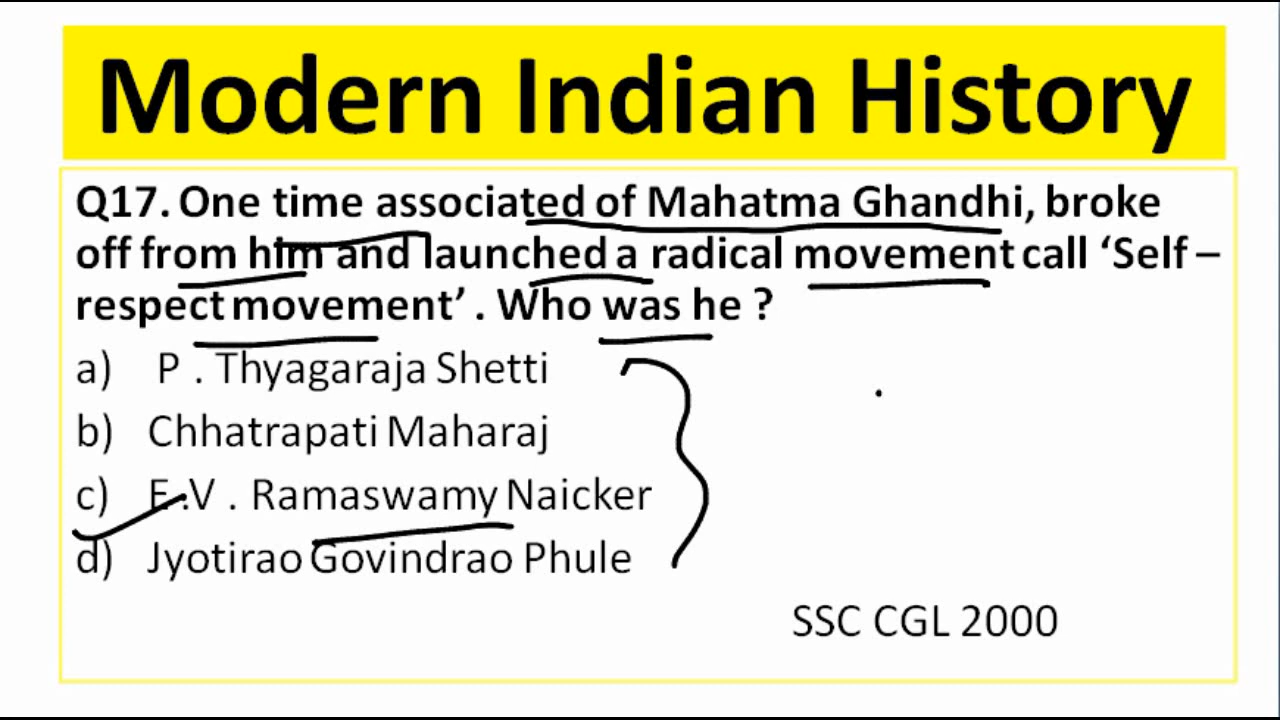 Modern Indian History
Q17. One time associated of Mahatma Ghandhi, broke
off from him and launched a radical movement call ‘Self –
respect movement’ . Who was he ?
a) P . Thyagaraja Shetti
b) Chhatrapati Maharaj
c) E .V . Ramaswamy Naicker
d) Jyotirao Govindrao Phule
SSC CGL 2000